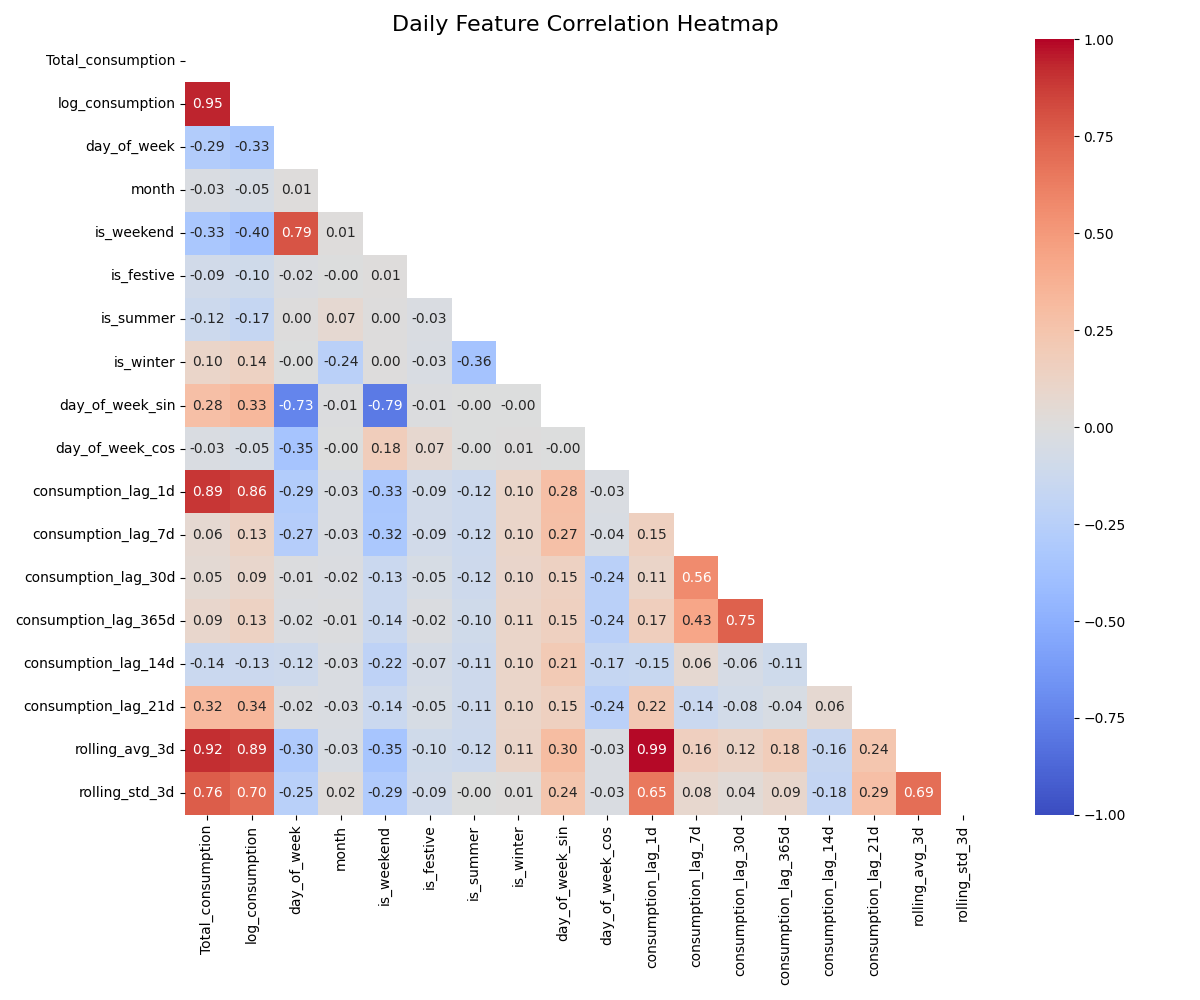 Daily Feature Correlation Heatmap
Total_consumption
log_consumption 0.95
day_of_week -0.29 -0.33
month -0.03 -0.05 0.01
is_weekend -0.33 -0.40 0.79 0.01
is_festive -0.09 -0.10 -0.02 -0.00 0.01
is_summer -0.12 -0.17 0.00 0.07 0.00 -0.03
is_winter 0.10 0.14 -0.00 -0.24 0.00 -0.03 -0.36
day_of_week_sin 0.28 0.33 -0.73 -0.01 -0.79 -0.01 -0.00 -0.00
day_of_week_cos -0.03 -0.05 -0.35 -0.00 0.18 0.07 -0.00 0.01 -0.00
consumption_lag_1d 0.89 0.86 -0.29 -0.03 -0.33 -0.09 -0.12 0.10 0.28 -0.03
consumption_lag_7d 0.06 0.13 -0.27 -0.03 -0.32 -0.09 -0.12 0.10 0.27 -0.04 0.15
consumption_lag_30d 0.05 0.09 -0.01 -0.02 -0.13 -0.05 -0.12 0.10 0.15 -0.24 0.11 0.56
consumption_lag_365d 0.09 0.13 -0.02 -0.01 -0.14 -0.02 -0.10 0.11 0.15 -0.24 0.17 0.43 0.75
consumption_lag_14d -0.14 -0.13 -0.12 -0.03 -0.22 -0.07 -0.11 0.10 0.21 -0.17 -0.15 0.06 -0.06 -0.11
consumption_lag_21d 0.32 0.34 -0.02 -0.03 -0.14 -0.05 -0.11 0.10 0.15 -0.24 0.22 -0.14 -0.08 -0.04 0.06
rolling_avg_3d 0.92 0.89 -0.30 -0.03 -0.35 -0.10 -0.12 0.11 0.30 -0.03 0.99 0.16 0.12 0.18 -0.16 0.24
rolling_std_3d 0.76 0.70 -0.25 0.02 -0.29 -0.09 -0.00 0.01 0.24 -0.03 0.65 0.08 0.04 0.09 -0.18 0.29 0.69
Total_consumption
log_consumption
day_of_week
month
is_weekend
is_festive
is_summer
is_winter
day_of_week_sin
day_of_week_cos
consumption_lag_1d
consumption_lag_7d
consumption_lag_30d
consumption_lag_365d
consumption_lag_14d
consumption_lag_21d
rolling_avg_3d
rolling_std_3d
1.00
0.75
0.50
0.25
0.00
−0.25
−0.50
−0.75
−1.00